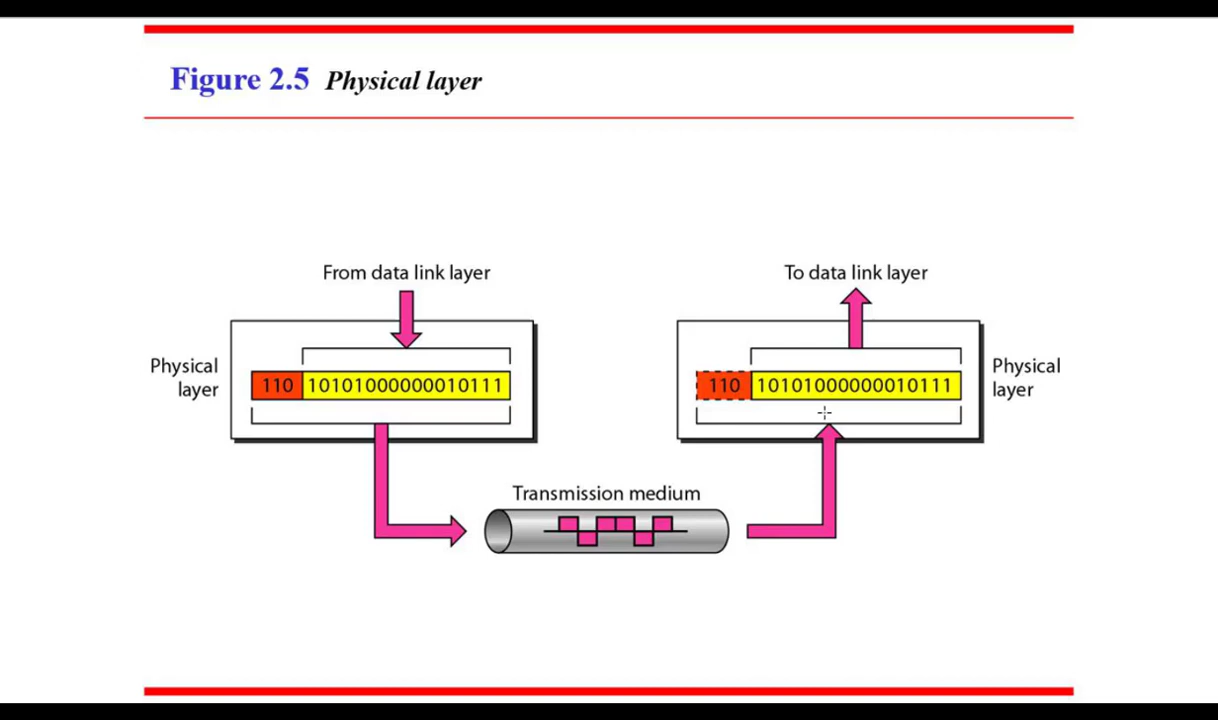 Figure 2.5 Physical layer
From data link layer
To data link layer
Physical
layer
110 10101000000010111
110 10101000000010111
Physical
layer
Transmission medium